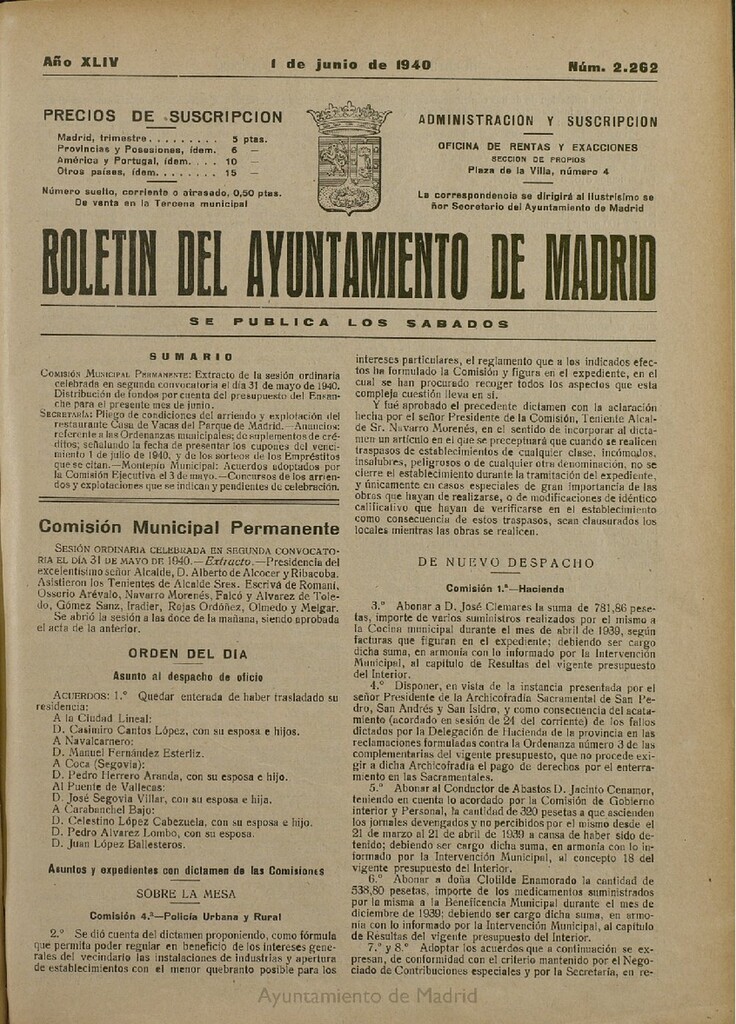 Año XLIV
1 de junio de 1940
Núm. 2.262
PRECIOS DE SUSCRIPCION
Madrid, trimestre . . . . . . . . . 5 ptas.
Provincias y Posesiones, ídem. 6 —
América y Portugal, ídem. . . . 10 —
Otros países, ídem. . . . . . . . . 15 —
Número suelto, corriente o atrasado, 0,50 ptas.
De venta en la Tercena municipal
ADMINISTRACION Y SUSCRIPCION
OFICINA DE RENTAS Y EXACCIONES
SECCION DE PROPIOS
Plaza de la Villa, número 4
La correspondencia se dirigirá al Ilustrísimo se
ñor Secretario del Ayuntamiento de Madrid
BOLETIN DEL AYUNTAMIENTO DE MADRID
SE PUBLICA LOS SABADOS
SUMARIO
COMISIÓN MUNICIPAL PERMANENTE: Extracto de la sesión ordinaria
celebrada en segunda convocatoria el día 31 de mayo de 1940.
Distribución de fondos por cuenta del presupuesto del Ensan-
che para el presente mes de junio.
SECRETARÍA: Pliego de condiciones del arriendo y explotación del
restaurante Casa de Vacas del Parque de Madrid.—Anuncios:
referente a las Ordenanzas municipales; de suplementos de cré-
ditos; señalando la fecha de presentar los cupones del venci-
miento 1 de julio de 1940, y de los sorteos de los Empréstitos
que se citan.—Montepío Municipal: Acuerdos adoptados por
la Comisión Ejecutiva el 3 de mayo.—Concursos de los arrien-
dos y explotaciones que se indican y pendientes de celebración.
Comisión Municipal Permanente
SESIÓN ORDINARIA CELEBRADA EN SEGUNDA CONVOCATO-
RIA EL DÍA 31 DE MAYO DE 1940.—Extracto.—Presidencia del
excelentísimo señor Alcalde, D. Alberto de Alcocer y Ribacoba.
Asistieron los Tenientes de Alcalde Sres. Escrivá de Romaní,
Ossorio Arévalo, Navarro Morenés, Falcó y Alvarez de Tole-
do, Gómez Sanz, Iradier, Rojas Ordóñez, Olmedo y Melgar.
Se abrió la sesión a las doce de la mañana, siendo aprobada
el acta de la anterior.
ORDEN DEL DIA
Asunto al despacho de oficio
ACUERDOS: 1.º Quedar enterada de haber trasladado su
residencia:
A la Ciudad Lineal:
D. Casimiro Cantos López, con su esposa e hijos.
A Navalcarnero:
D. Manuel Fernández Esterliz.
A Coca (Segovia):
D. Pedro Herrero Aranda, con su esposa e hijo.
Al Puente de Vallecas:
D. José Segovia Villar, con su esposa e hija.
A Carabanchel Bajo:
D. Celestino López Cabezuela, con su esposa e hijo.
D. Pedro Alvarez Lombo, con su esposa.
D. Juan López Ballesteros.
Asuntos y expedientes con dictamen de las Comisiones
SOBRE LA MESA
Comisión 4.ª—Policía Urbana y Rural
2.º Se dió cuenta del dictamen proponiendo, como fórmula
que permita poder regular en beneficio de los intereses gene-
rales del vecindario las instalaciones de industrias y apertura
de establecimientos con el menor quebranto posible para los
intereses particulares, el reglamento que a los indicados efec-
tos ha formulado la Comisión y figura en el expediente, en el
cual se han procurado recoger todos los aspectos que esta
compleja cuestión lleva en sí.
Y fué aprobado el precedente dictamen con la aclaración
hecha por el señor Presidente de la Comisión, Teniente Alcal-
de Sr. Navarro Morenés, en el sentido de incorporar al dicta-
men un artículo en el que se preceptuará que cuando se realicen
traspasos de establecimientos de cualquier clase, incómodos,
insalubres, peligrosos o de cualquier otra denominación, no se
cierre el establecimiento durante la tramitación del expediente,
y únicamente en casos especiales de gran importancia de las
obras que hayan de realizarse, o de modificaciones de idéntico
calificativo que hayan de verificarse en el establecimiento
como consecuencia de estos traspasos, sean clausurados los
locales mientras las obras se realicen.
DE NUEVO DESPACHO
Comisión 1.ª—Hacienda
3.º Abonar a D. José Clemares la suma de 781,86 pese-
tas, importe de varios suministros realizados por el mismo a
la Cocina municipal durante el mes de abril de 1939, según
facturas que figuran en el expediente; debiendo ser cargo
dicha suma, en armonía con lo informado por la Intervención
Municipal, al capítulo de Resultas del vigente presupuesto
del Interior.
4.º Disponer, en vista de la instancia presentada por el
señor Presidente de la Archicofradía Sacramental de San Pe-
dro, San Andrés y San Isidro, y como consecuencia del acata-
miento (acordado en sesión de 24 del corriente) de los fallos
dictados por la Delegación de Hacienda de la provincia en las
reclamaciones formuladas contra la Ordenanza número 3 de las
complementarias del vigente presupuesto, que no procede exi-
gir a dicha Archicofradía el pago de derechos por el enterra-
miento en las Sacramentales.
5.º Abonar al Conductor de Abastos D. Jacinto Cenamor,
teniendo en cuenta lo acordado por la Comisión de Gobierno
interior y Personal, la cantidad de 320 pesetas a que ascienden
los jornales devengados y no percibidos por el mismo desde el
21 de marzo al 21 de abril de 1939 a causa de haber sido de-
tenido; debiendo ser cargo dicha suma, en armonía con lo in-
formado por la Intervención Municipal, al concepto 18 del
vigente presupuesto del Interior.
6.º Abonar a doña Clotilde Enamorado la cantidad de
538,80 pesetas, importe de los medicamentos suministrados
por la misma a la Beneficencia Municipal durante el mes de
diciembre de 1939; debiendo ser cargo dicha suma, en armo-
nía con lo informado por la Intervención Municipal, al capítulo
de Resultas del vigente presupuesto del Interior.
7.º y 8.º Adoptar los acuerdos que a continuación se ex-
presan, de conformidad con el criterio mantenido por el Nego-
ciado de Contribuciones especiales y por la Secretaría, en re-
Ayuntamiento de Madrid